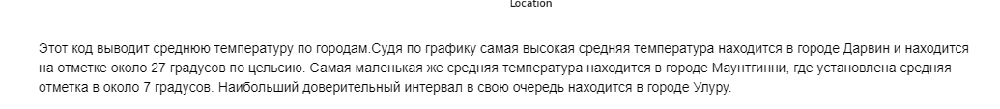 Location
Этот код выводит среднюю температуру по городам.Судя по графику самая высокая средняя температура находится в городе Дарвин и находится
на отметке около 27 градусов по цельсию. Самая маленькая же средняя температура находится в городе Маунтгинни, где установлена средняя
отметка в около 7 градусов. Наибольший доверительный интервал в свою очередь находится в городе Улуру.